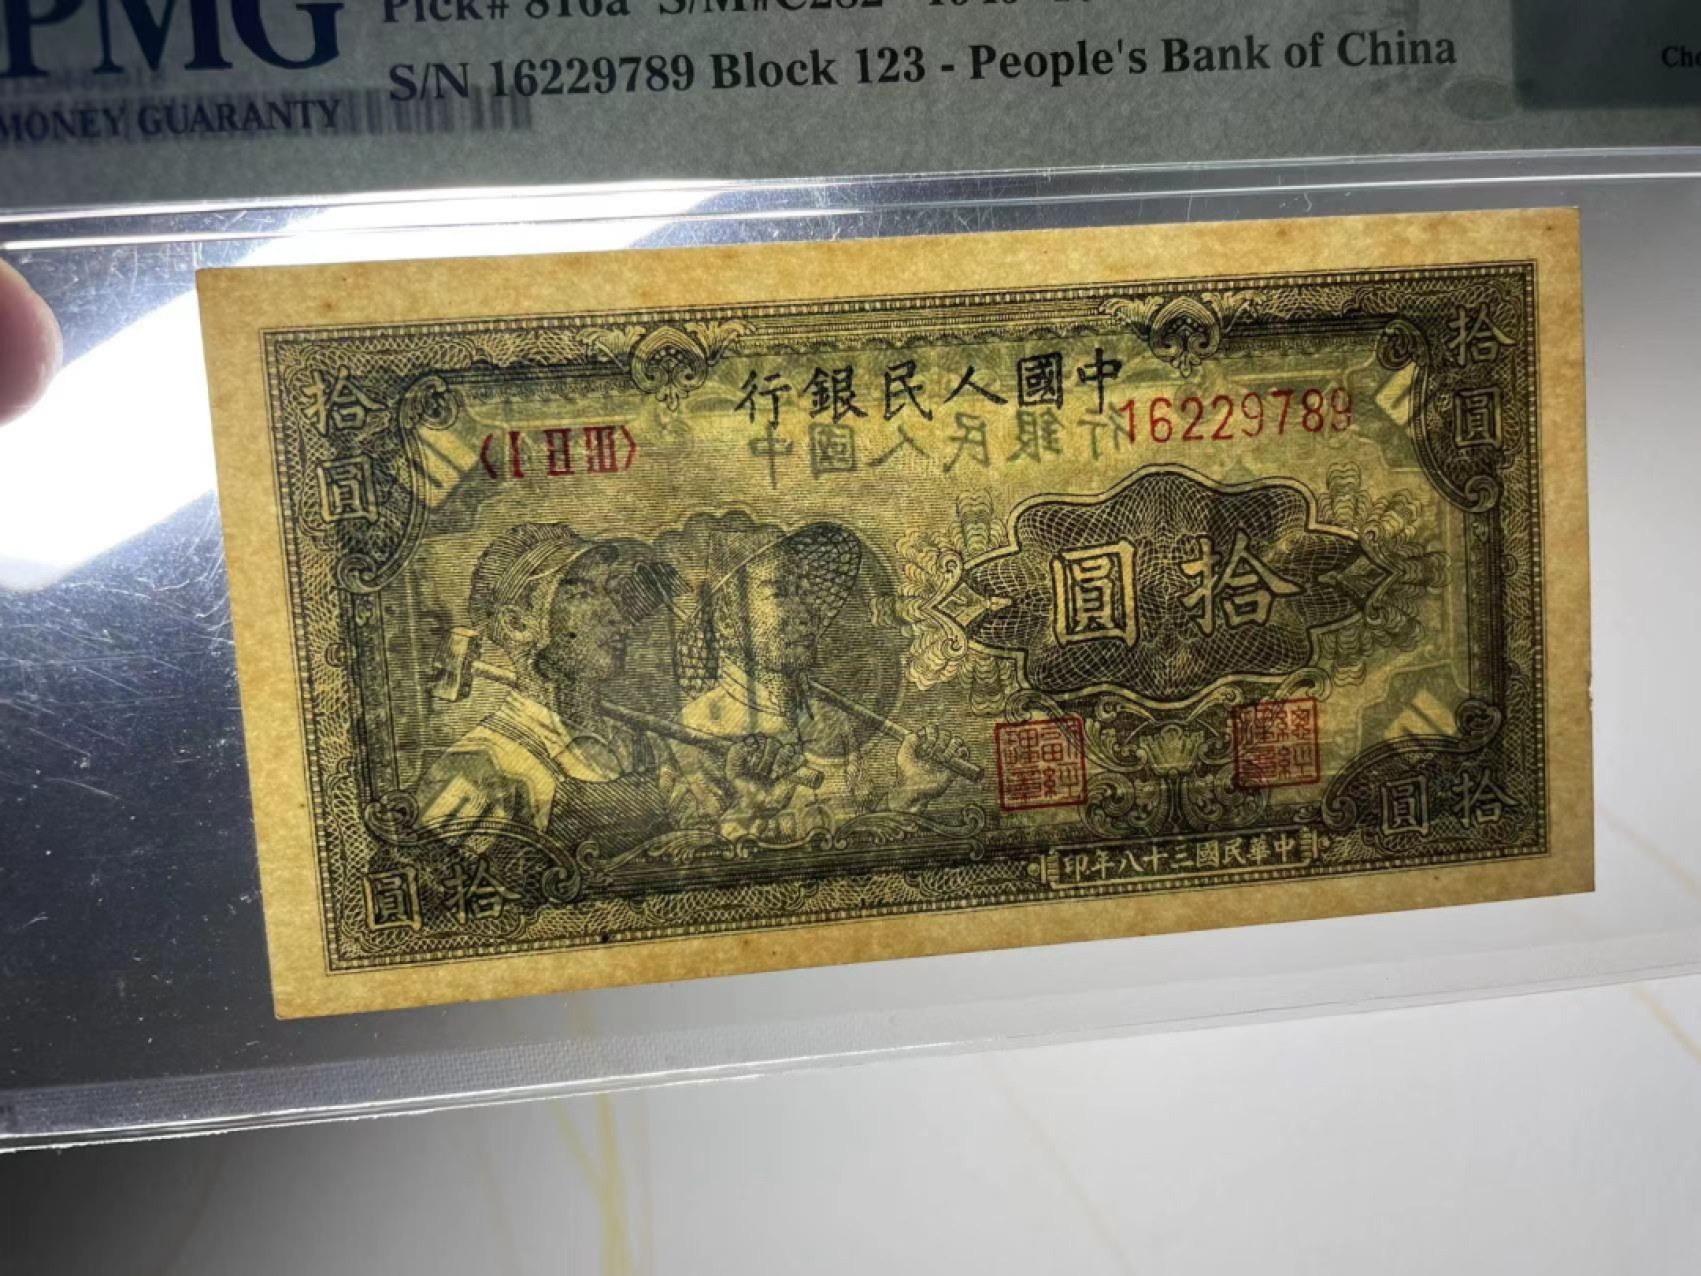 PMG
Pick# 816a S/M#C282
S/N 16229789 Block 123 - People's Bank of China
MONEY GUARANTY
拾圓
拾圓
行銀民人國中
〈I II III〉
16229789
圓拾
圓拾
圓拾
印年八十三國民華中